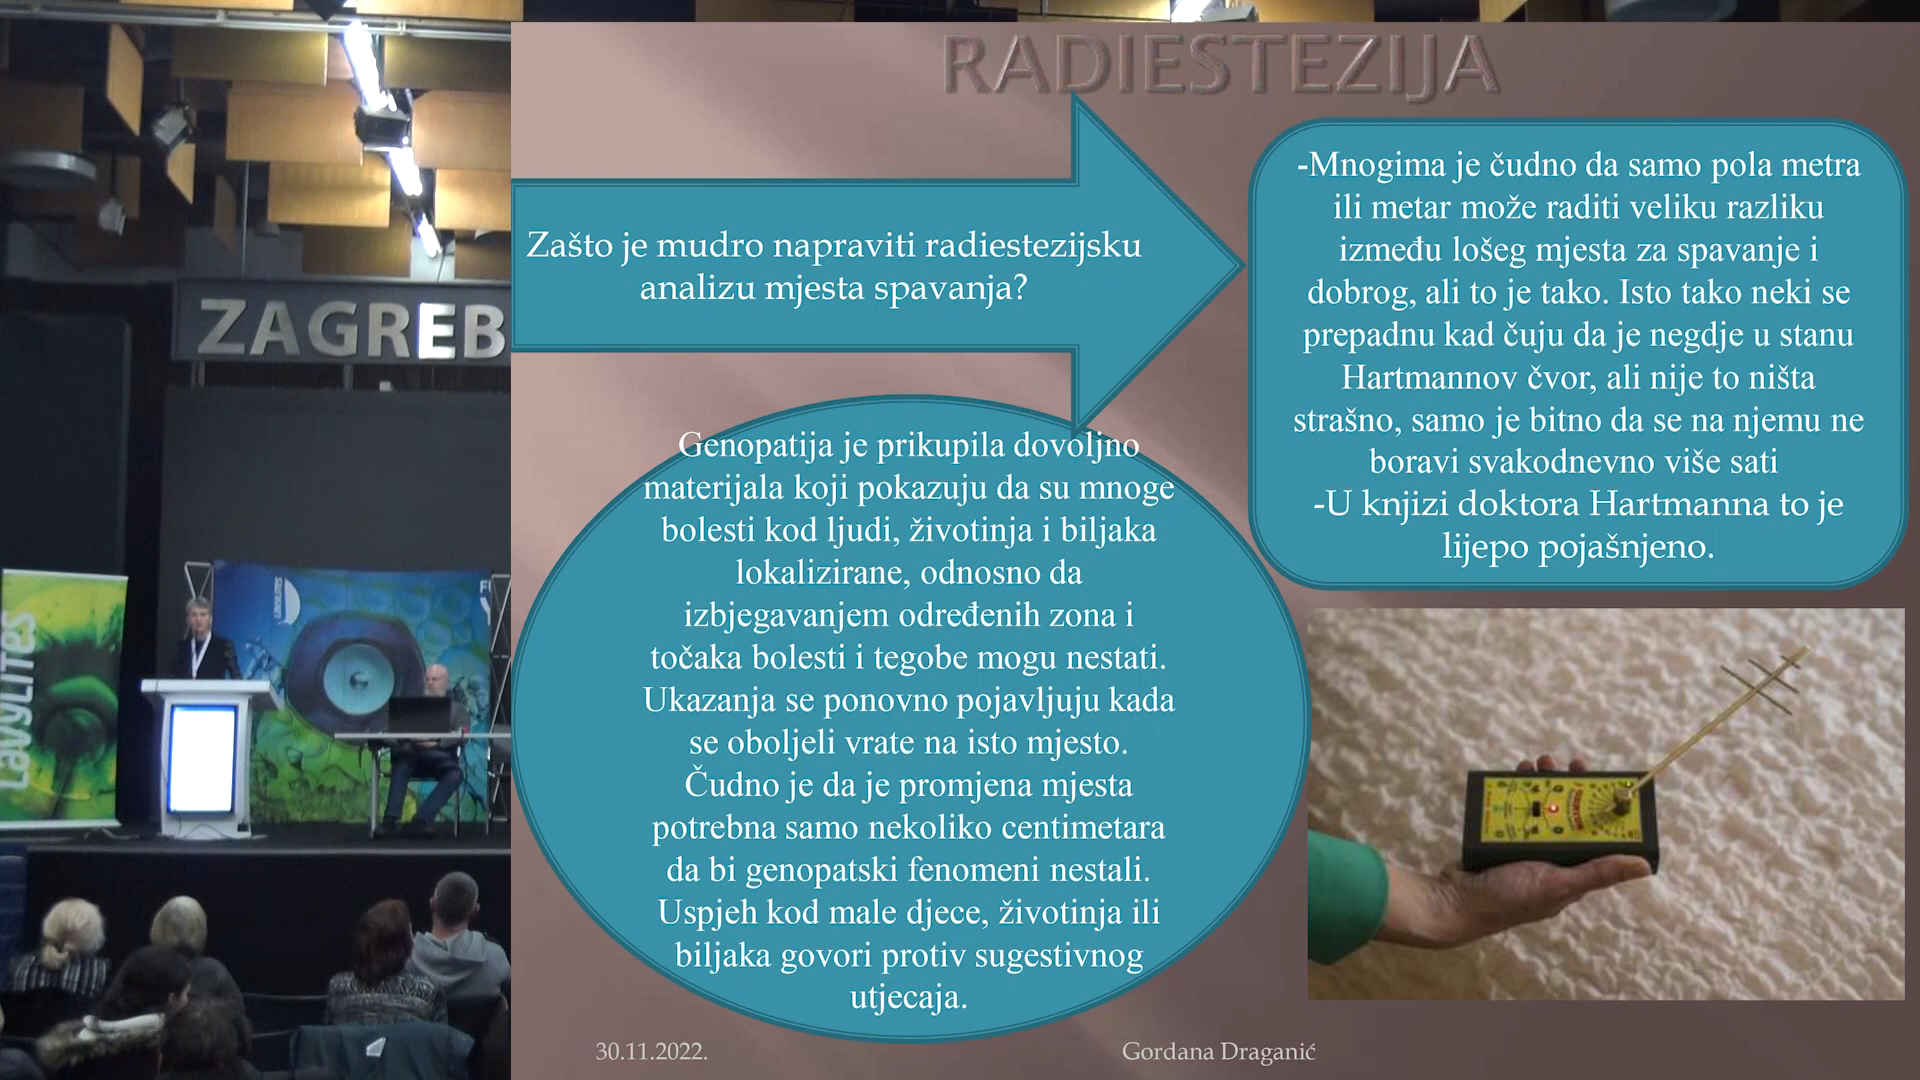 RADIESTEZIJA
Zašto je mudro napraviti radiestezijsku
analizu mjesta spavanja?
-Mnogima je čudno da samo pola metra
ili metar može raditi veliku razliku
između lošeg mjesta za spavanje i
dobrog, ali to je tako. Isto tako neki se
prepadnu kad čuju da je negdje u stanu
Hartmannov čvor, ali nije to ništa
strašno, samo je bitno da se na njemu ne
boravi svakodnevno više sati
-U knjizi doktora Hartmanna to je
lijepo pojašnjeno.
Genopatija je prikupila dovoljno
materijala koji pokazuju da su mnoge
bolesti kod ljudi, životinja i biljaka
lokalizirane, odnosno da
izbjegavanjem određenih zona i
točaka bolesti i tegobe mogu nestati.
Ukazanja se ponovno pojavljuju kada
se oboljeli vrate na isto mjesto.
Čudno je da je promjena mjesta
potrebna samo nekoliko centimetara
da bi genopatski fenomeni nestali.
Uspjeh kod male djece, životinja ili
biljaka govori protiv sugestivnog
utjecaja.
30.11.2022.
Gordana Draganić
ZAGREB
LavyLites